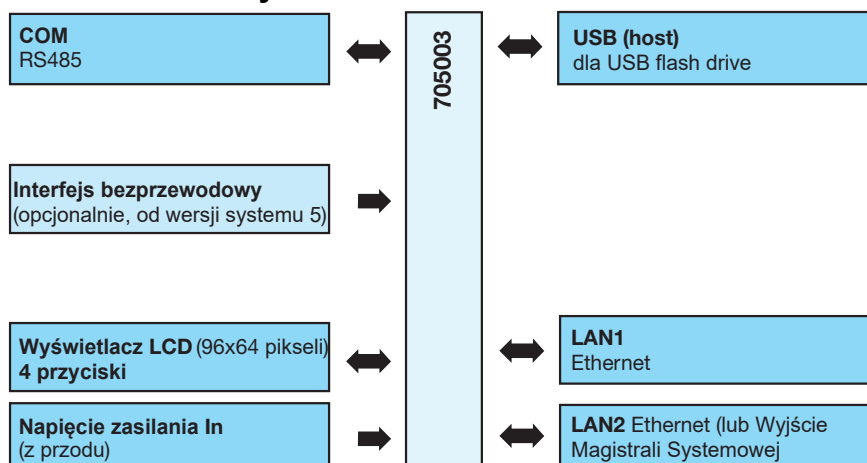 COM
RS485
705003
USB (host)
dla USB flash drive
Interfejs bezprzewodowy
(opcjonalnie, od wersji systemu 5)
Wyświetlacz LCD (96x64 pikseli)
4 przyciski
LAN1
Ethernet
Napięcie zasilania In
(z przodu)
LAN2 Ethernet (lub Wyjście
Magistrali Systemowej